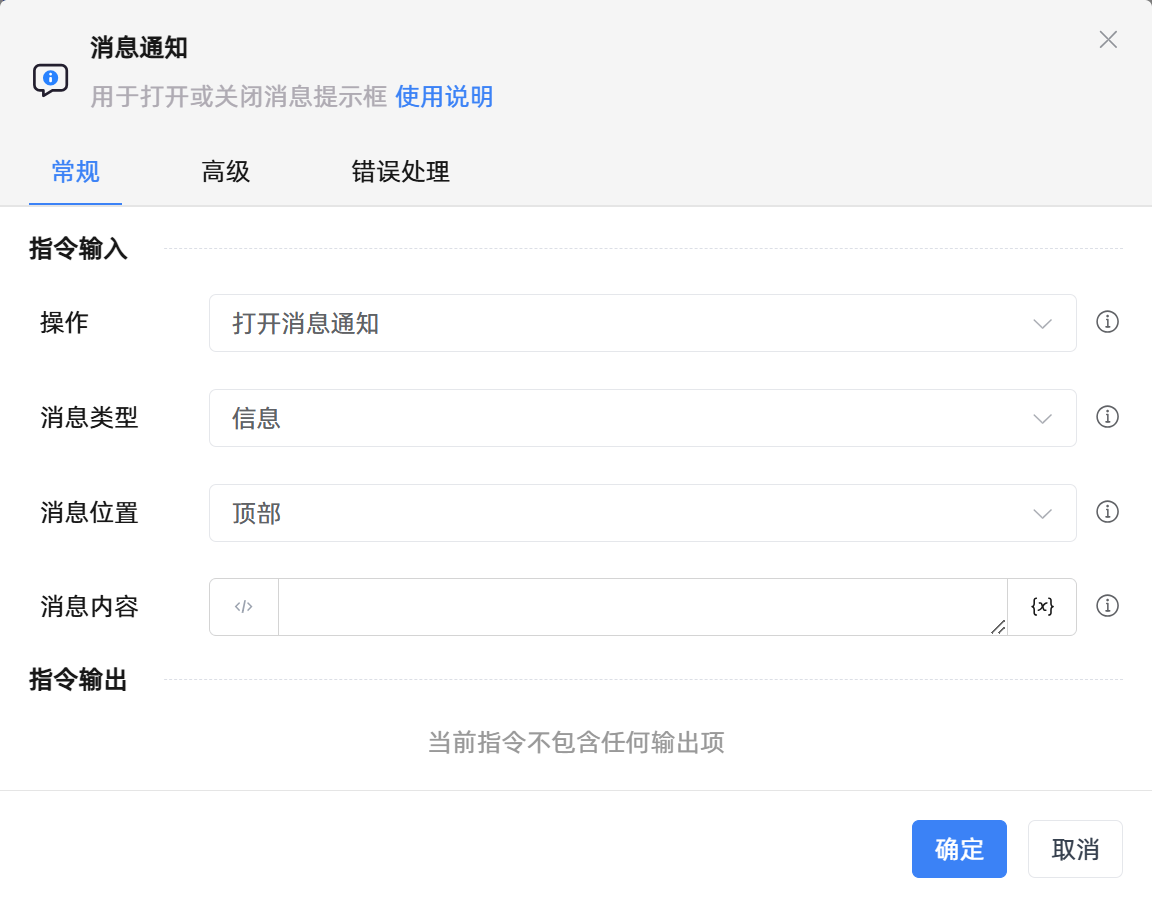 消息通知
用于打开或关闭消息提示框 使用说明
常规 高级 错误处理
指令输入
操作 打开消息通知
消息类型 信息
消息位置 顶部
消息内容 </> {x}
指令输出
当前指令不包含任何输出项
确定 取消